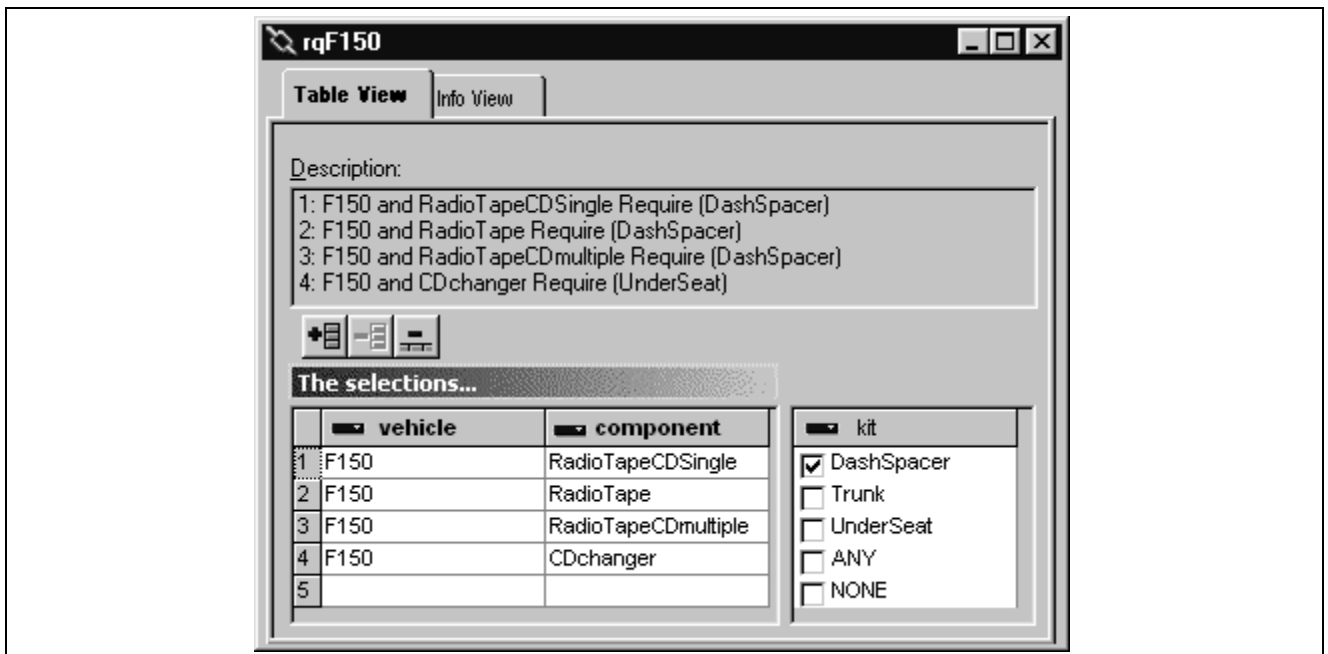 rqF150
Table View Info View
Description:
1: F150 and RadioTapeCDSingle Require (DashSpacer)
2: F150 and RadioTape Require (DashSpacer)
3: F150 and RadioTapeCDmultiple Require (DashSpacer)
4: F150 and CDchanger Require (UnderSeat)
The selections...
vehicle component kit
1 F150 RadioTapeCDSingle DashSpacer
2 F150 RadioTape Trunk
3 F150 RadioTapeCDmultiple UnderSeat
4 F150 CDchanger ANY
5 NONE